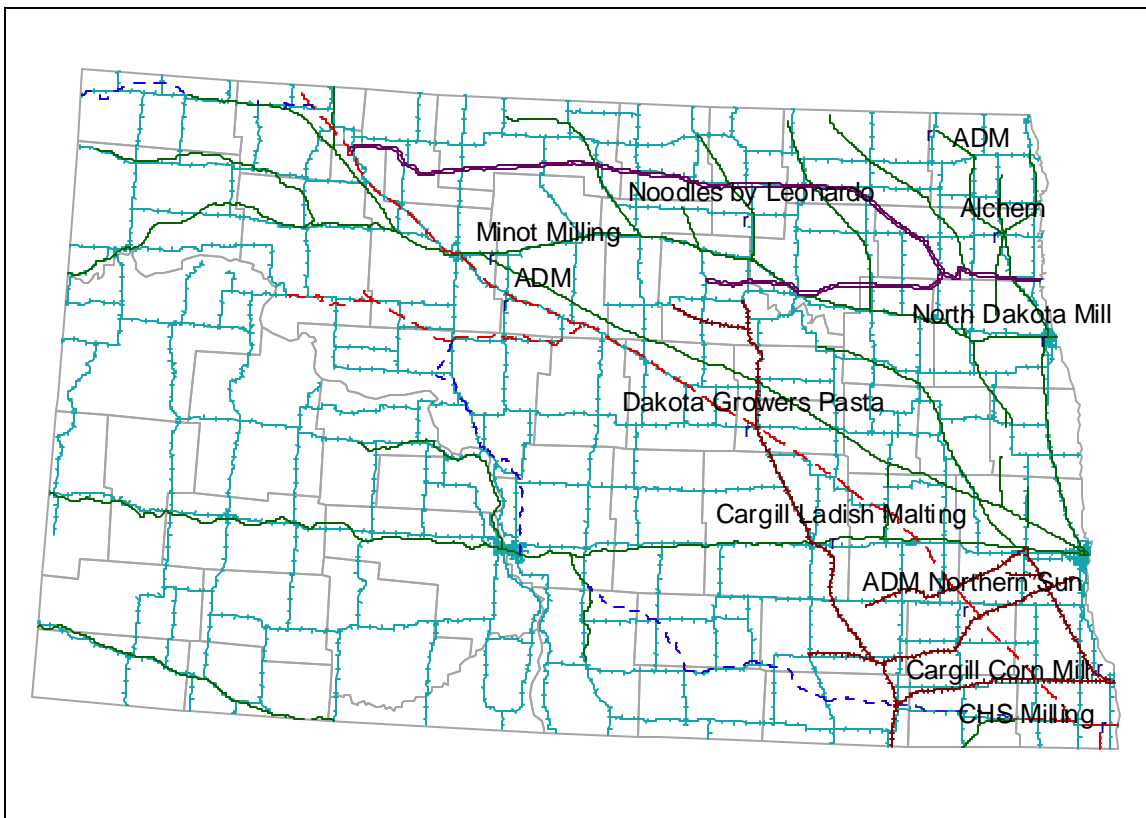 ADM
Noodles by Leonardo
Alchem
Minot Milling
ADM
North Dakota Mill
Dakota Growers Pasta
Cargill Ladish Malting
ADM Northern Sun
Cargill Corn Mill
CHS Milling